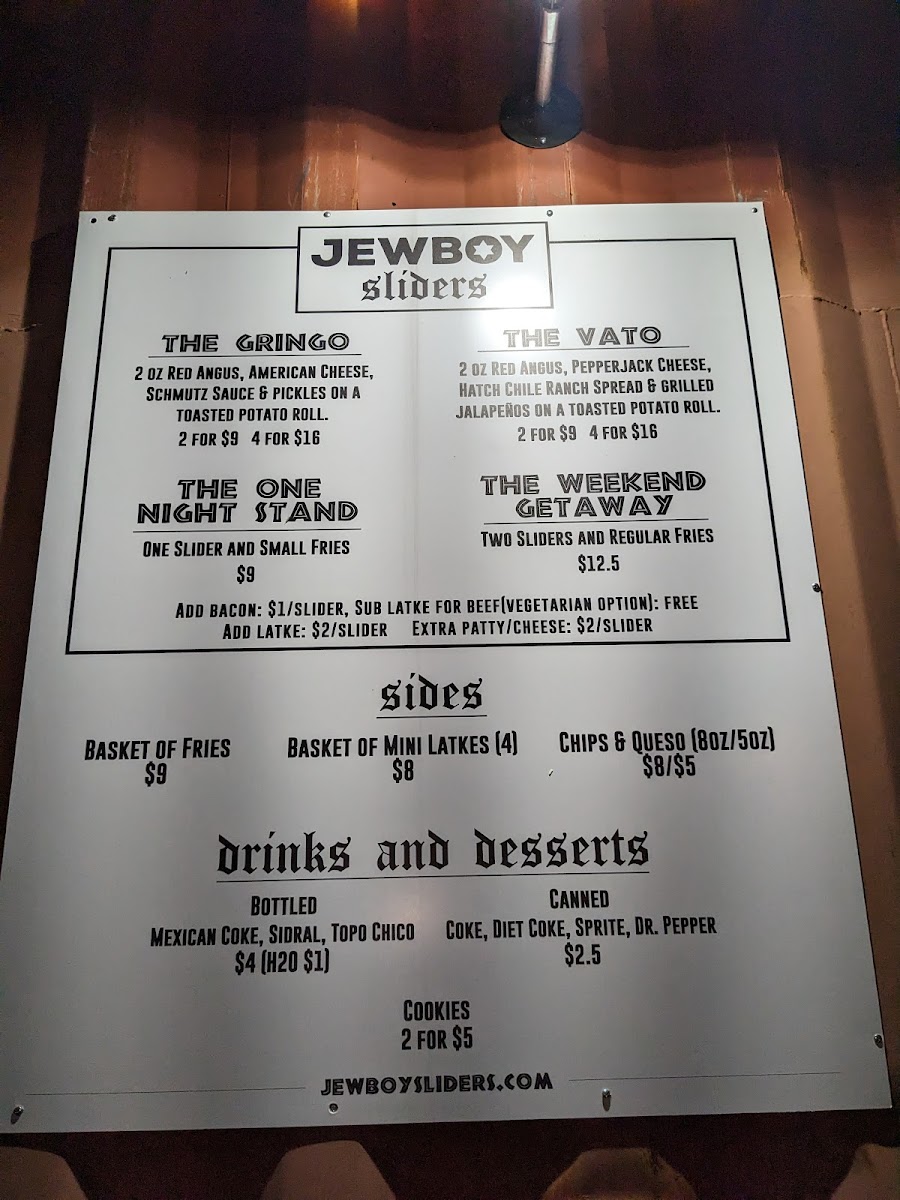 JEWBOY
sliders
THE GRINGO
2 OZ RED ANGUS, AMERICAN CHEESE,
SCHMUTZ SAUCE & PICKLES ON A
TOASTED POTATO ROLL.
2 FOR $9 4 FOR $16
THE VATO
2 OZ RED ANGUS, PEPPERJACK CHEESE,
HATCH CHILE RANCH SPREAD & GRILLED
JALAPEÑOS ON A TOASTED POTATO ROLL.
2 FOR $9 4 FOR $16
THE ONE
NIGHT STAND
ONE SLIDER AND SMALL FRIES
$9
THE WEEKEND
GETAWAY
TWO SLIDERS AND REGULAR FRIES
$12.5
ADD BACON: $1/SLIDER, SUB LATKE FOR BEEF(VEGETARIAN OPTION): FREE
ADD LATKE: $2/SLIDER EXTRA PATTY/CHEESE: $2/SLIDER
sides
BASKET OF FRIES
$9
BASKET OF MINI LATKES (4)
$8
CHIPS & QUESO (8OZ/5OZ)
$8/$5
drinks and desserts
BOTTLED
MEXICAN COKE, SIDRAL, TOPO CHICO
$4 (H20 $1)
CANNED
COKE, DIET COKE, SPRITE, DR. PEPPER
$2.5
COOKIES
2 FOR $5
JEWBOYSLIDERS.COM